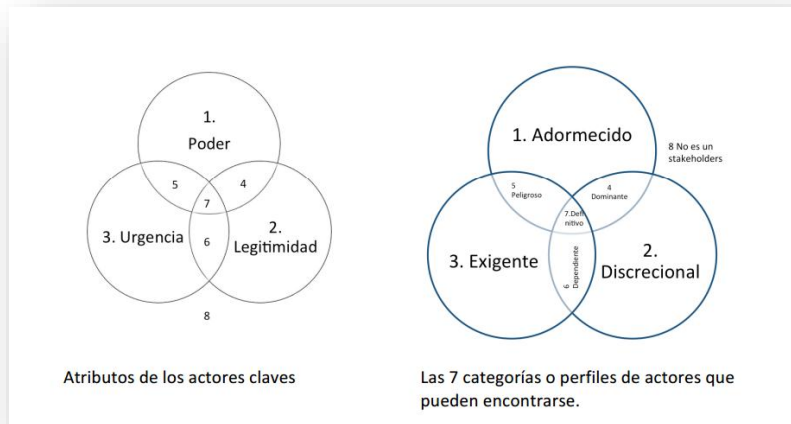 1.
Poder
5
4
7
3. Urgencia
6
2.
Legitimidad
8
Atributos de los actores claves
1. Adormecido
8 No es un
stakeholders
5
Peligroso
4
Dominante
7.Defi
nitivo
3. Exigente
6
Dependiente
2.
Discrecional
Las 7 categorías o perfiles de actores que
pueden encontrarse.